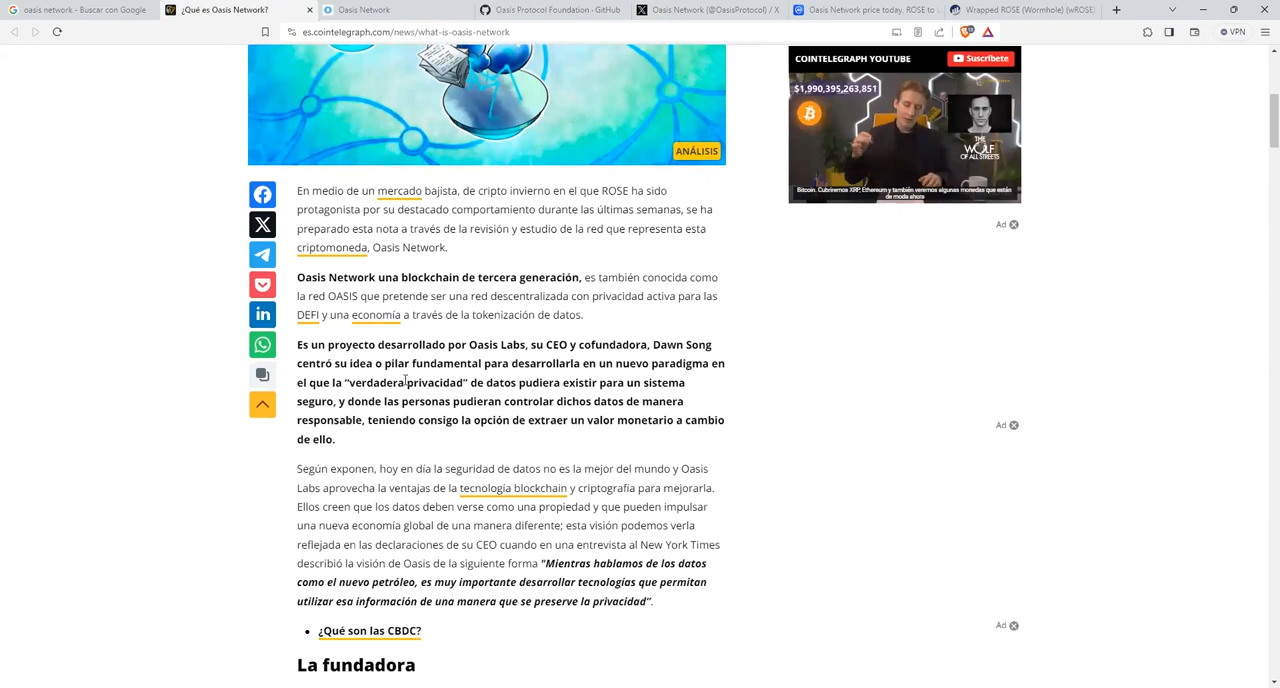 oasis network - Buscar con Google
¿Qué es Oasis Network?
Oasis Network
Oasis Protocol Foundation · GitHub
Oasis Network (@OasisProtocol) / X
Oasis Network price today, ROSE to
Wrapped ROSE (Wormhole) (wROSE)
es.cointelegraph.com/news/what-is-oasis-network
VPN
ANÁLISIS
En medio de un mercado bajista, de cripto invierno en el que ROSE ha sido
protagonista por su destacado comportamiento durante las últimas semanas, se ha
preparado esta nota a través de la revisión y estudio de la red que representa esta
criptomoneda, Oasis Network.
Oasis Network una blockchain de tercera generación, es también conocida como
la red OASIS que pretende ser una red descentralizada con privacidad activa para las
DEFI y una economía a través de la tokenización de datos.
Es un proyecto desarrollado por Oasis Labs, su CEO y cofundadora, Dawn Song
centró su idea o pilar fundamental para desarrollarla en un nuevo paradigma en
el que la “verdadera privacidad” de datos pudiera existir para un sistema
seguro, y donde las personas pudieran controlar dichos datos de manera
responsable, teniendo consigo la opción de extraer un valor monetario a cambio
de ello.
Según exponen, hoy en día la seguridad de datos no es la mejor del mundo y Oasis
Labs aprovecha la ventajas de la tecnología blockchain y criptografía para mejorarla.
Ellos creen que los datos deben verse como una propiedad y que pueden impulsar
una nueva economía global de una manera diferente; esta visión podemos verla
reflejada en las declaraciones de su CEO cuando en una entrevista al New York Times
describió la visión de Oasis de la siguiente forma "Mientras hablamos de los datos
como el nuevo petróleo, es muy importante desarrollar tecnologías que permitan
utilizar esa información de una manera que se preserve la privacidad”.
¿Qué son las CBDC?
La fundadora
COINTELEGRAPH YOUTUBE
Suscríbete
$1,990,395,263,851
THE
WOLF
OF ALL STREETS
Bitcoin. Cubriremos XRP, Ethereum y también veremos algunas monedas que están
de moda ahora
Ad
Ad
Ad